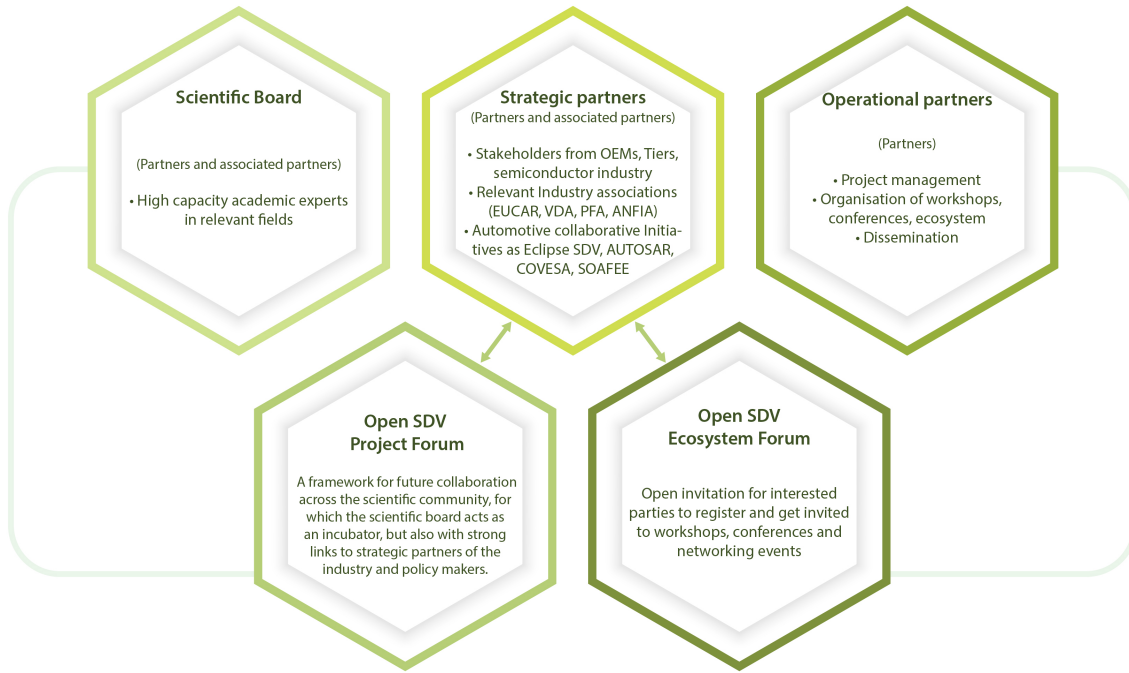 Scientific Board
(Partners and associated partners)
• High capacity academic experts
in relevant fields
Strategic partners
(Partners and associated partners)
• Stakeholders from OEMs, Tiers,
semiconductor industry
• Relevant Industry associations
(EUCAR, VDA, PFA, ANFIA)
• Automotive collaborative Initia-
tives as Eclipse SDV, AUTOSAR,
COVESA, SOAFEE
Operational partners
(Partners)
• Project management
• Organisation of workshops,
conferences, ecosystem
• Dissemination
Open SDV
Project Forum
A framework for future collaboration
across the scientific community, for
which the scientific board acts as
an incubator, but also with strong
links to strategic partners of the
industry and policy makers.
Open SDV
Ecosystem Forum
Open invitation for interested
parties to register and get invited
to workshops, conferences and
networking events